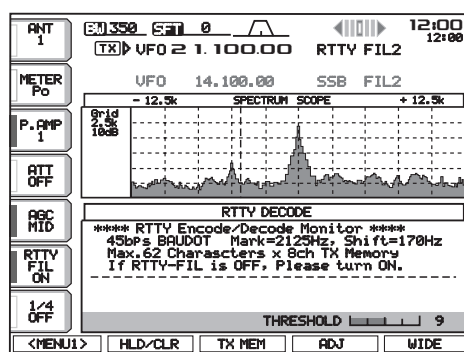 ANT
1
BW 350 SFT 0
12:00
12:00
TX VFO 21.100.00 RTTY FIL2
METER
Po
VFO 14.100.00 SSB FIL2
- 12.5k SPECTRUM SCOPE + 12.5k
Grid
2.5k
10dB
P.AMP
1
ATT
OFF
AGC
MID
RTTY DECODE
**** RTTY Encode/Decode Monitor ****
45bps BAUDOT Mark=2125Hz, Shift=170Hz
Max.62 Charascters x 8ch TX Memory
If RTTY-FIL is OFF, Please turn ON.
RTTY
FIL
ON
1/4
OFF
THRESHOLD 9
<MENU1> HLD/CLR TX MEM ADJ WIDE